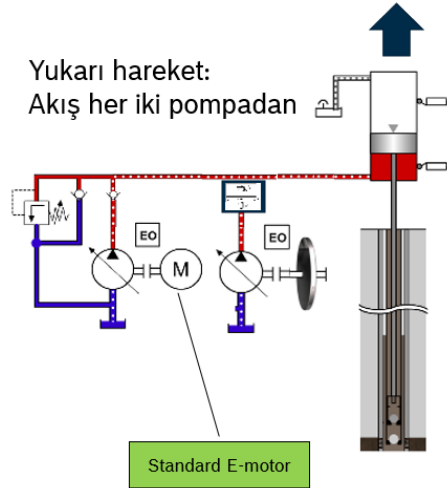 Yukarı hareket:
Akış her iki pompadan
EO
M
EO
Standard E-motor